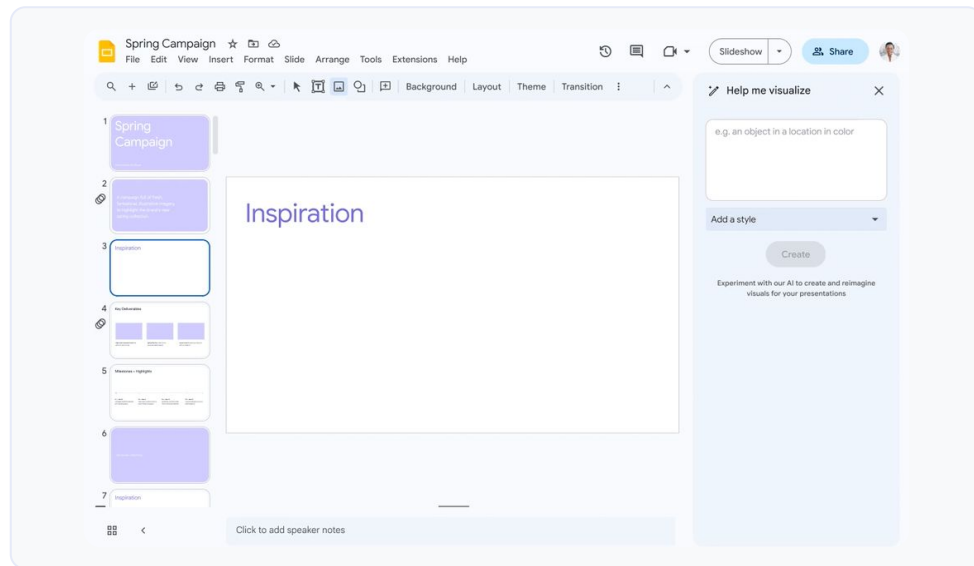 Spring Campaign
File Edit View Insert Format Slide Arrange Tools Extensions Help
Slideshow
Share
Background Layout Theme Transition
Help me visualize
e.g. an object in a location in color
Add a style
Create
Experiment with our AI to create and reimagine
visuals for your presentations
1
Spring
Campaign
2
3
Inspiration
4
Key Deliverables
5
Milestones + Highlights
6
7
Inspiration
Inspiration
Click to add speaker notes